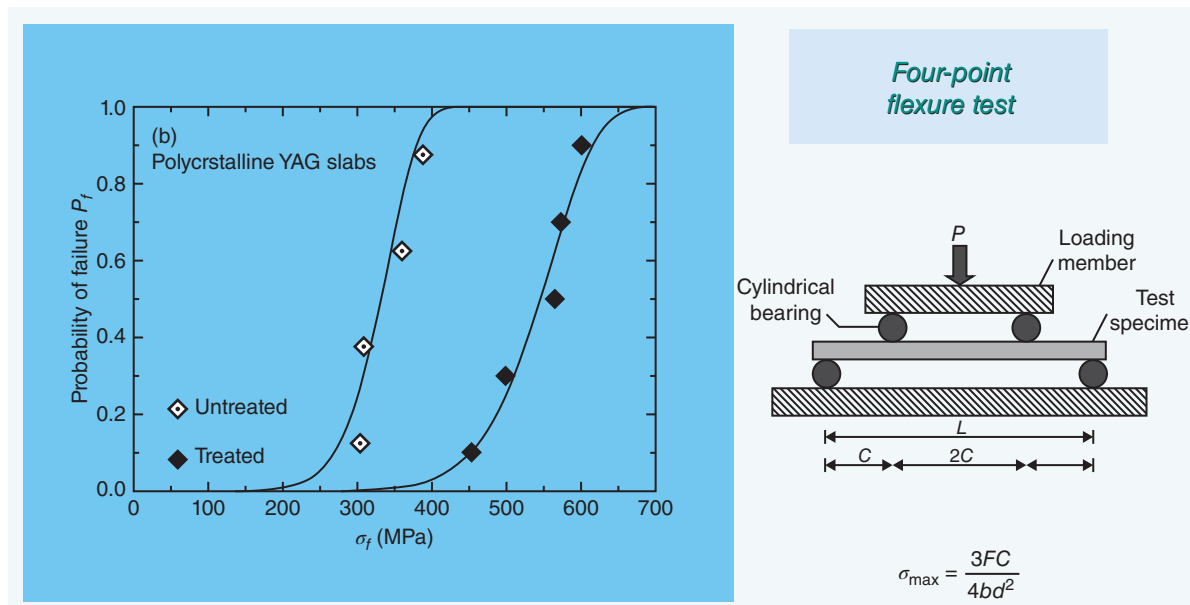 (b)
Polycrstalline YAG slabs
Probability of failure Pf
1.0
0.8
0.6
0.4
0.2
0.0
Untreated
Treated
0 100 200 300 400 500 600 700
σf (MPa)
Four-point
flexure test
P
Loading
member
Cylindrical
bearing
Test
specime
L
C 2C
σmax = 3FC
4bd²